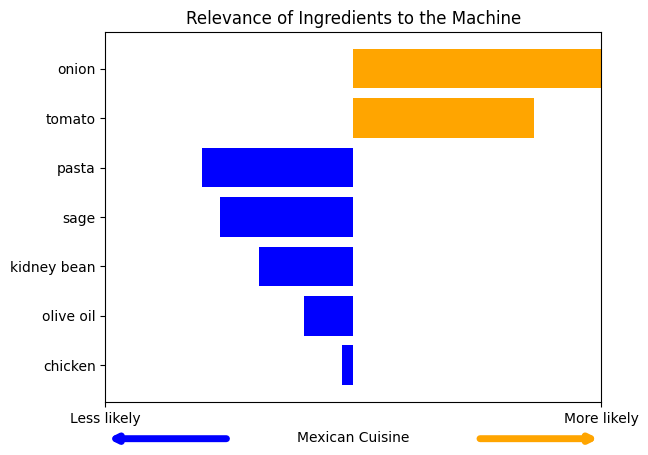 Relevance of Ingredients to the Machine
onion
tomato
pasta
sage
kidney bean
olive oil
chicken
Less likely
More likely
Mexican Cuisine